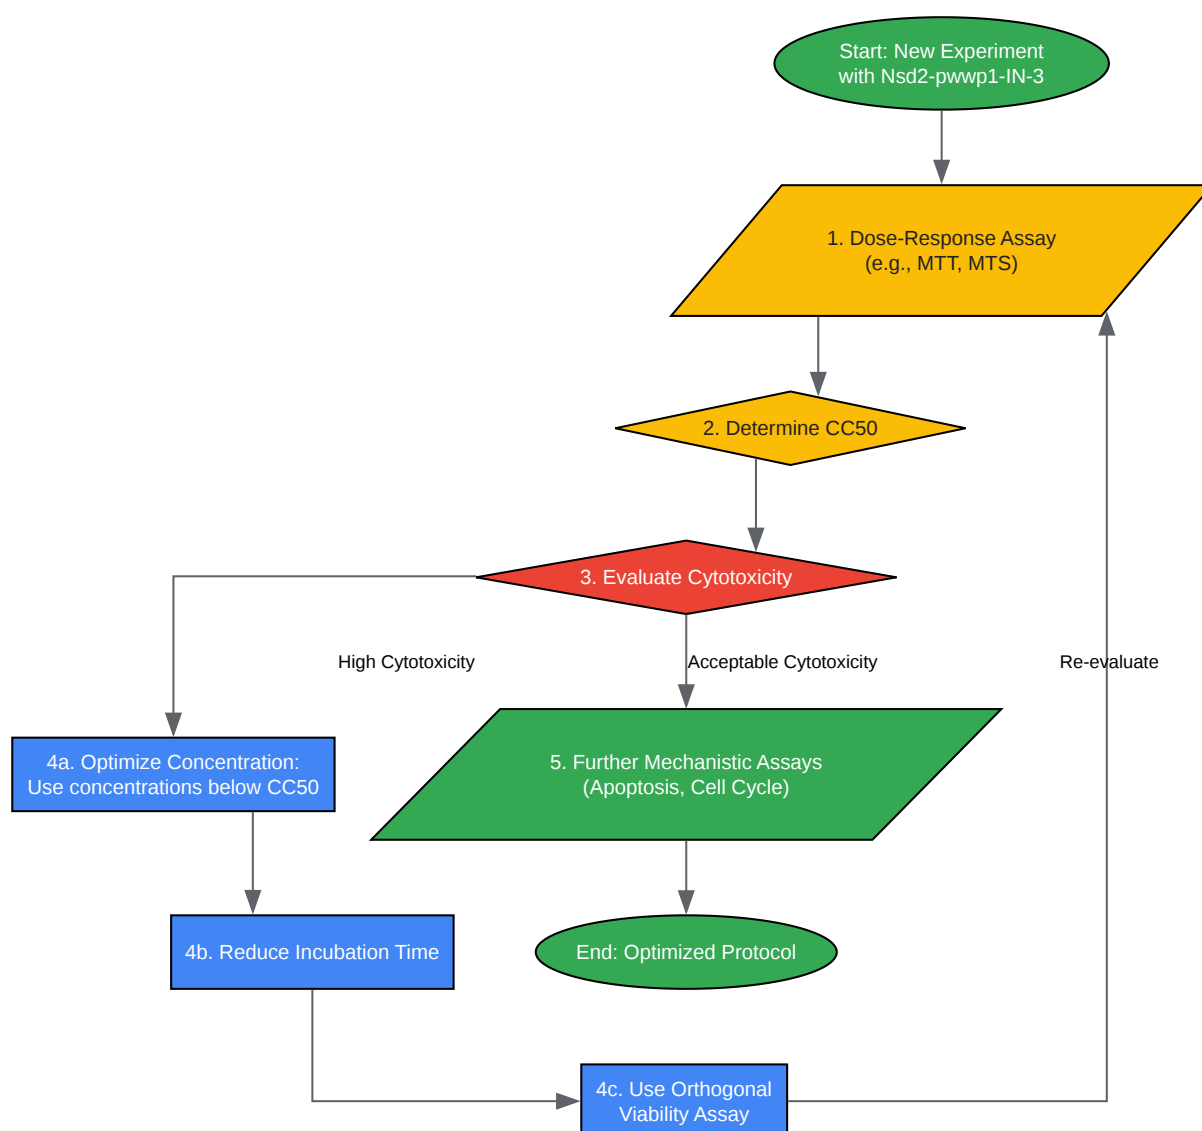 Start: New Experiment
with Nsd2-pwwp1-IN-3
1. Dose-Response Assay
(e.g., MTT, MTS)
2. Determine CC50
3. Evaluate Cytotoxicity
High Cytotoxicity
Acceptable Cytotoxicity
Re-evaluate
4a. Optimize Concentration:
Use concentrations below CC50
5. Further Mechanistic Assays
(Apoptosis, Cell Cycle)
4b. Reduce Incubation Time
End: Optimized Protocol
4c. Use Orthogonal
Viability Assay